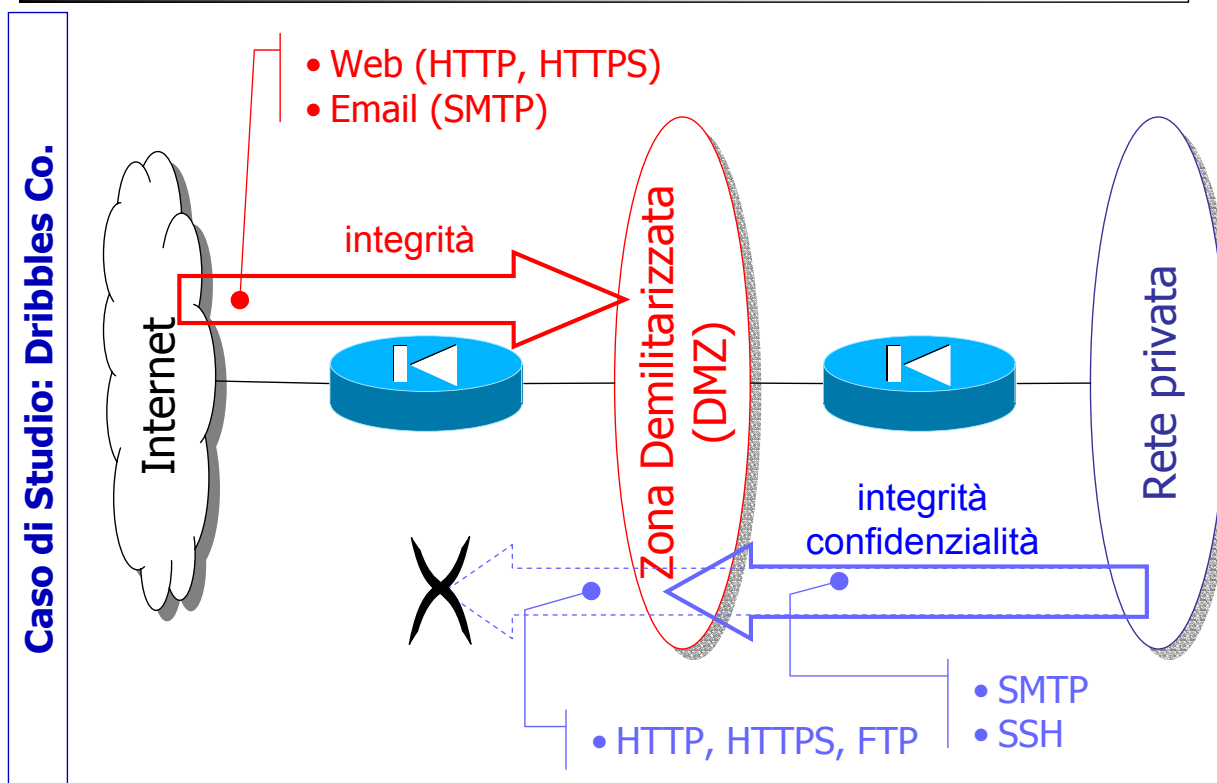 Caso di Studio: Dribbles Co.
• Web (HTTP, HTTPS)
• Email (SMTP)
integrità
Internet
Zona Demilitarizzata
(DMZ)
Rete privata
integrità
confidenzialità
• SMTP
• SSH
• HTTP, HTTPS, FTP